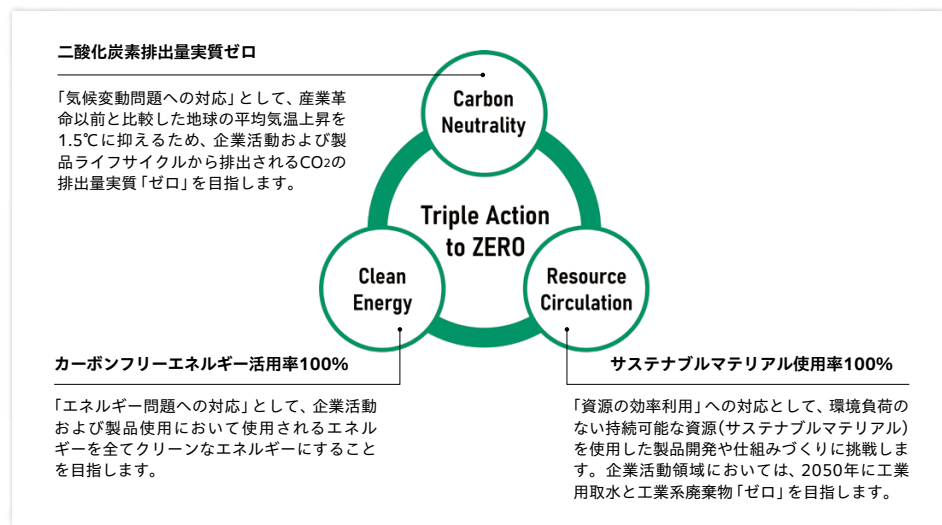 二酸化炭素排出量実質ゼロ
「気候変動問題への対応」として、産業革
命以前と比較した地球の平均気温上昇を
1.5℃に抑えるため、企業活動および製
品ライフサイクルから排出されるCO2の
排出量実質「ゼロ」を目指します。
Carbon
Neutrality
Triple Action
to ZERO
Clean
Energy
Resource
Circulation
カーボンフリーエネルギー活用率100%
「エネルギー問題への対応」として、企業活動
および製品使用において使用されるエネル
ギーを全てクリーンなエネルギーにすること
を目指します。
サステナブルマテリアル使用率100%
「資源の効率利用」への対応として、環境負荷の
ない持続可能な資源(サステナブルマテリアル)
を使用した製品開発や仕組みづくりに挑戦しま
す。企業活動領域においては、2050年に工業
用取水と工業系廃棄物「ゼロ」を目指します。